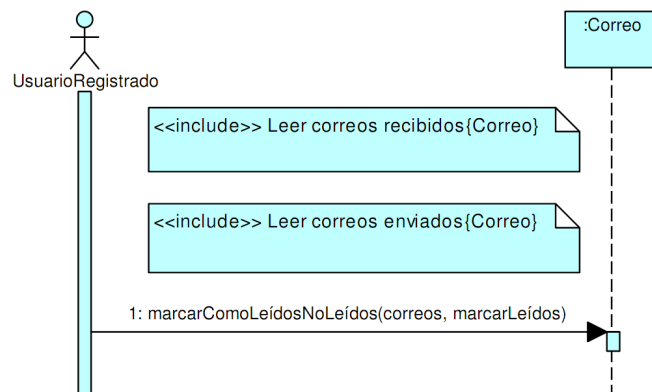 :Correo
UsuarioRegistrado
<<include>> Leer correos recibidos{Correo}
<<include>> Leer correos enviados{Correo}
1: marcarComoLeídosNoLeídos(correos, marcarLeídos)